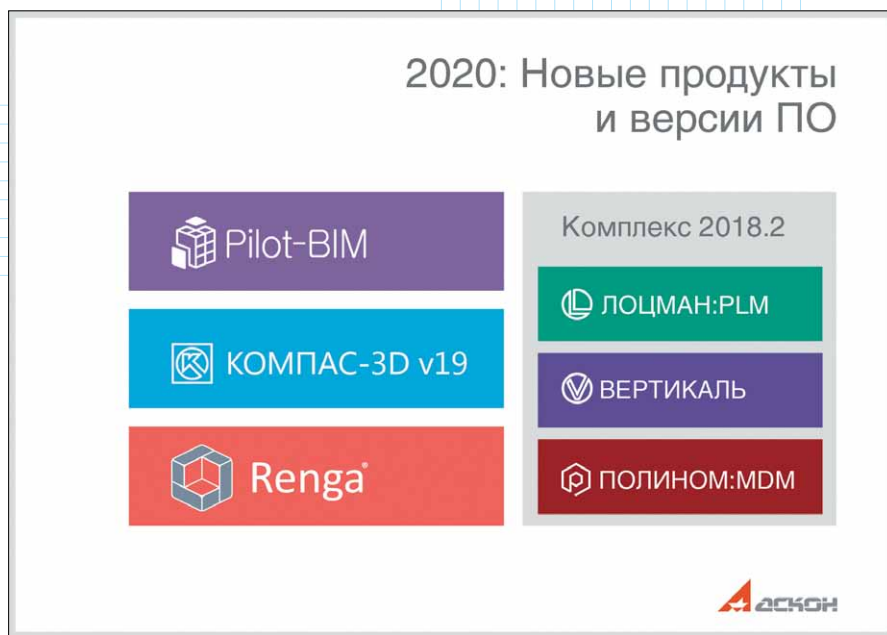 2020: Новые продукты
и версии ПО
Pilot-BIM
КОМПАС-3D v19
Renga®
Комплекс 2018.2
ЛОЦМАН:PLM
ВЕРТИКАЛЬ
ПОЛИНОМ:MDM
АСКОН